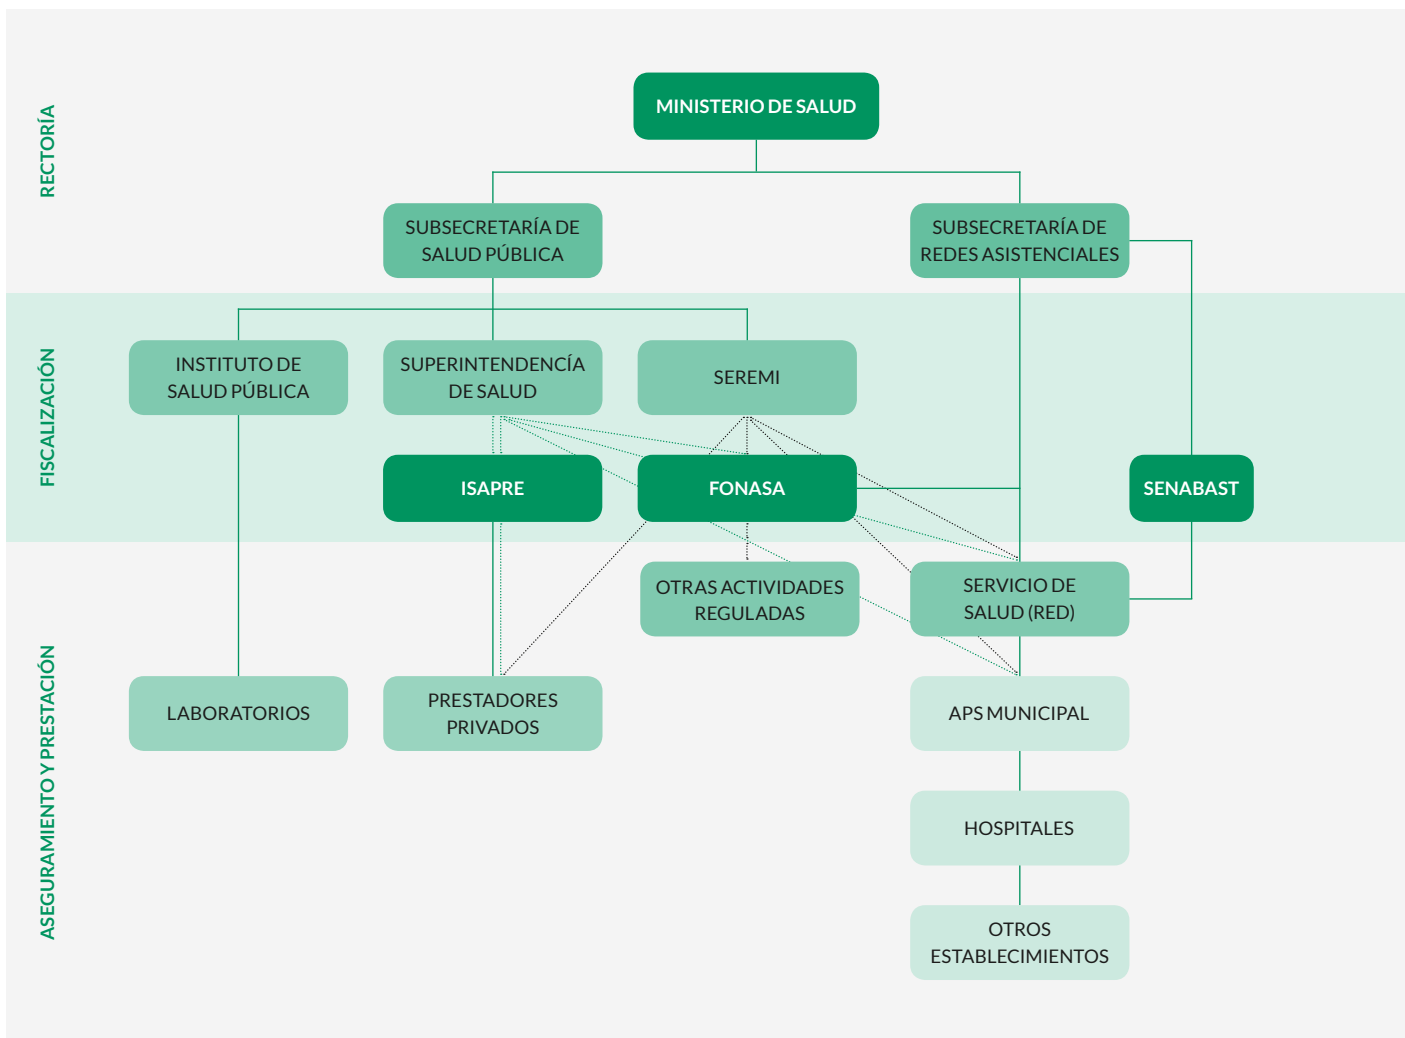 RECTORÍA
MINISTERIO DE SALUD
SUBSECRETARÍA DE
SALUD PÚBLICA
SUBSECRETARÍA DE
REDES ASISTENCIALES
FISCALIZACIÓN
INSTITUTO DE
SALUD PÚBLICA
SUPERINTENDENCÍA
DE SALUD
SEREMI
ISAPRE
FONASA
SENABAST
ASEGURAMIENTO Y PRESTACIÓN
OTRAS ACTIVIDADES
REGULADAS
SERVICIO DE
SALUD (RED)
LABORATORIOS
PRESTADORES
PRIVADOS
APS MUNICIPAL
HOSPITALES
OTROS
ESTABLECIMIENTOS